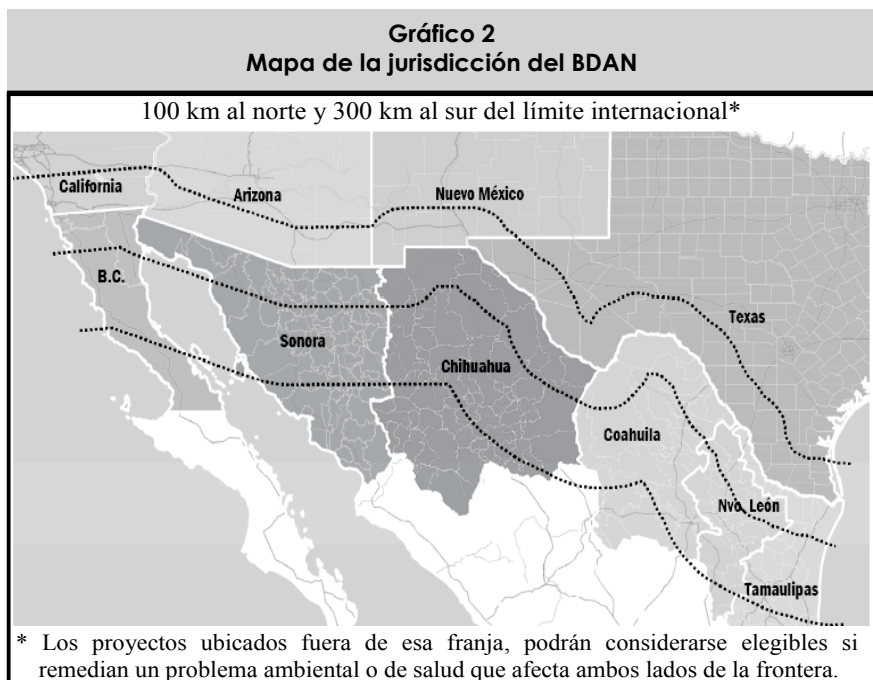 Gráfico 2
Mapa de la jurisdicción del BDAN
100 km al norte y 300 km al sur del límite internacional*
California
Arizona
Nuevo México
B.C.
Sonora
Chihuahua
Texas
Coahuila
Nvo. León
Tamaulipas
* Los proyectos ubicados fuera de esa franja, podrán considerarse elegibles si
remedian un problema ambiental o de salud que afecta ambos lados de la frontera.